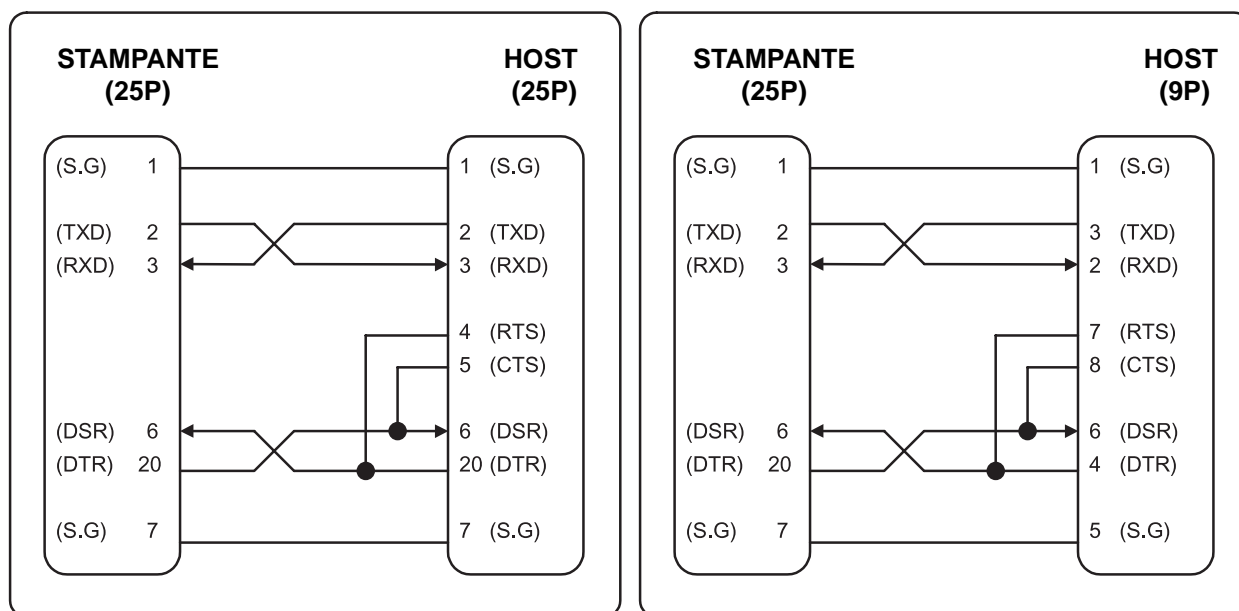 STAMPANTE
(25P)
HOST
(25P)
(S.G) 1
1 (S.G)
(TXD) 2
2 (TXD)
(RXD) 3
3 (RXD)
4 (RTS)
5 (CTS)
(DSR) 6
6 (DSR)
(DTR) 20
20 (DTR)
(S.G) 7
7 (S.G)
STAMPANTE
(25P)
HOST
(9P)
(S.G) 1
1 (S.G)
(TXD) 2
3 (TXD)
(RXD) 3
2 (RXD)
7 (RTS)
8 (CTS)
(DSR) 6
6 (DSR)
(DTR) 20
4 (DTR)
(S.G) 7
5 (S.G)